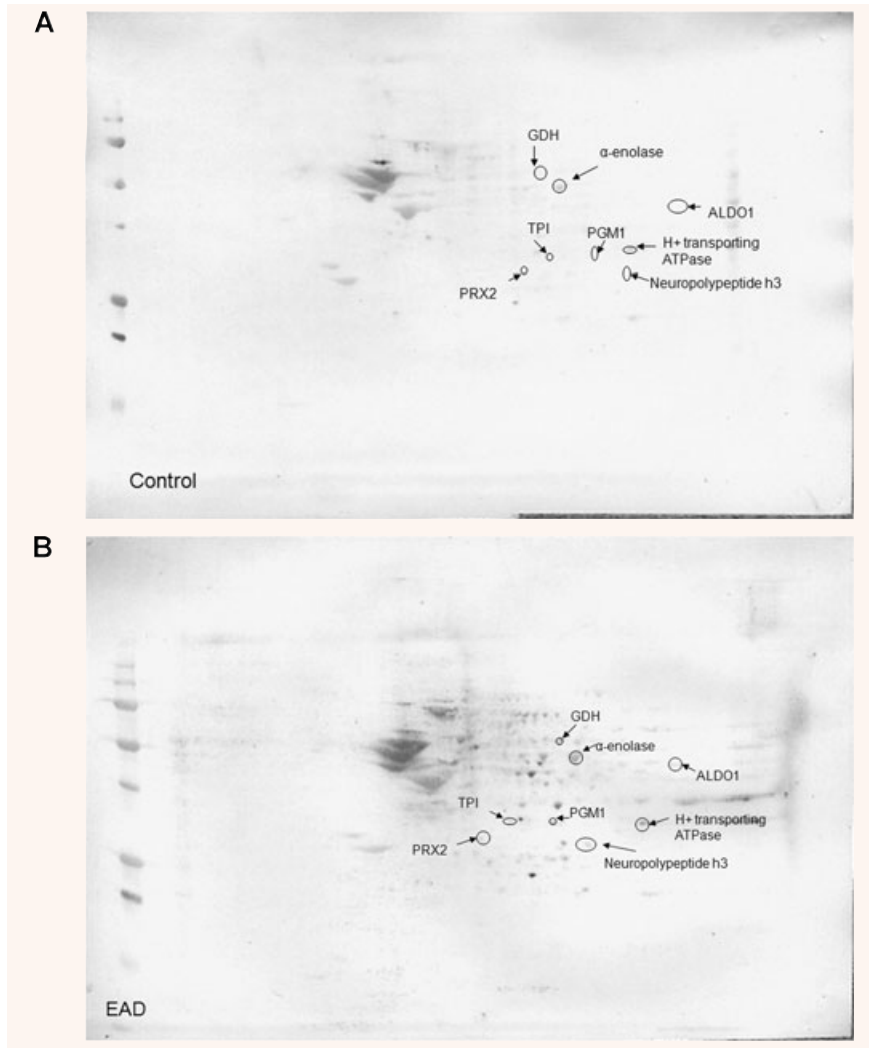 A
GDH
α-enolase
ALDO1
TPI
PGM1
H+ transporting
ATPase
PRX2
Neuropolypeptide h3
Control
B
GDH
α-enolase
ALDO1
TPI
PGM1
H+ transporting
ATPase
PRX2
Neuropolypeptide h3
EAD